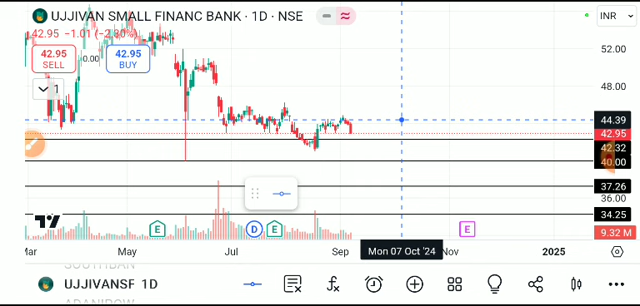 UJJIVAN SMALL FINANC BANK · 1D · NSE
INR
42.95 −1.01 (−2.30%)
42.95
SELL
0.00
42.95
BUY
1
52.00
48.00
44.39
42.95
42.32
40.00
37.26
36.00
34.25
9.32 M
E
D
E
E
Mar
May
Jul
Sep
Mon 07 Oct '24
Nov
2025
SOUTHBAN
UJJIVANSF 1D
ADANIPOW